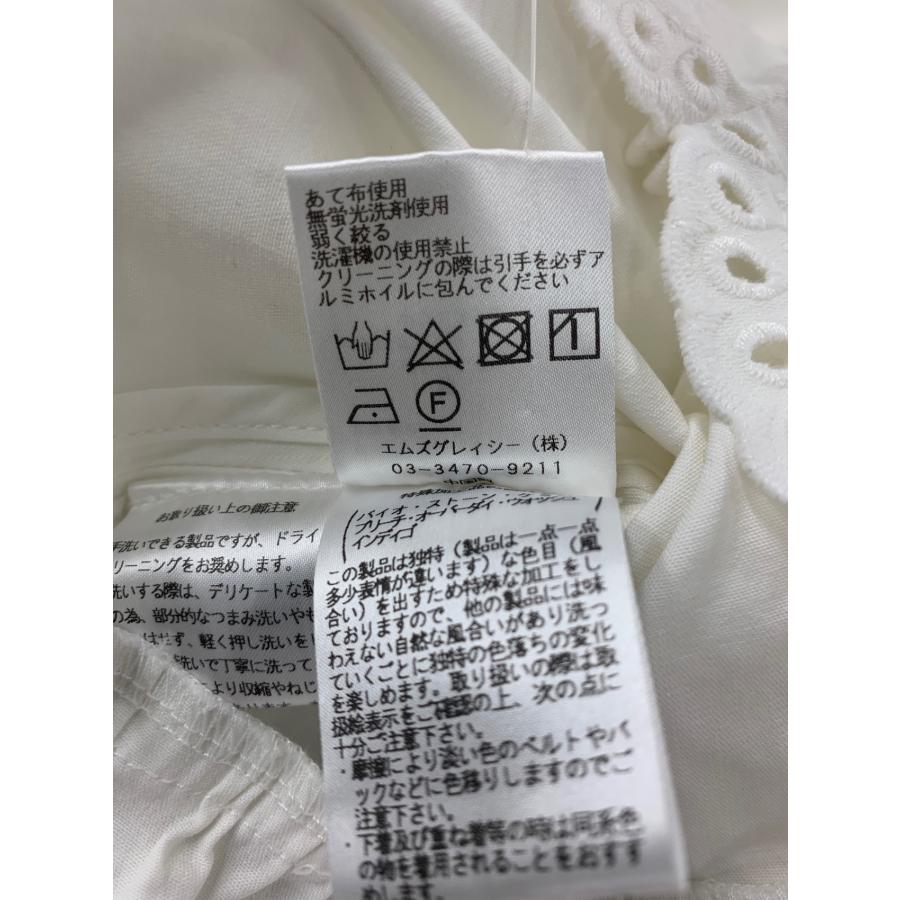 あて布使用
無蛍光洗剤使用
弱く絞る
洗濯機の使用禁止
クリーニングの際は引手を必ずア
ルミホイルに包んでください
F
エムズグレイシー（株）
03-3470-9211
お取り扱い上の御注意
手洗いできる製品ですが、ドライ
クリーニングをお奨めします。
洗いする際は、デリケートな製
の為、部分的なつまみ洗いやも
はせず、軽く押し洗いを
洗いで丁寧に洗って
により収縮やねじ
バイオ・ストーン・
ブリーチ・オーバーダイ・ウォッシュ
インディゴ
この製品は独特（製品は一点一点
多少表情が違います）な色目（風
合い）を出すため特殊な加工をし
ておりますので、他の製品には味
わえない自然な風合いがあり洗っ
ていくごとに独特の色落ちの変化
を楽しめます。取り扱いの際は取
扱絵表示をご確認の上、次の点に
十分ご注意下さい。
・摩擦により淡い色のベルトやバ
ックなどに色移りしますのでご
注意下さい。
・下着及び重ね着等の時は同系色
の物を着用されることをおすす
めします。